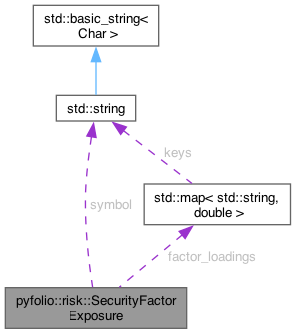 std::basic_string<
Char >
std::string
keys
std::map< std::string,
double >
symbol
factor_loadings
pyfolio::risk::SecurityFactor
Exposure